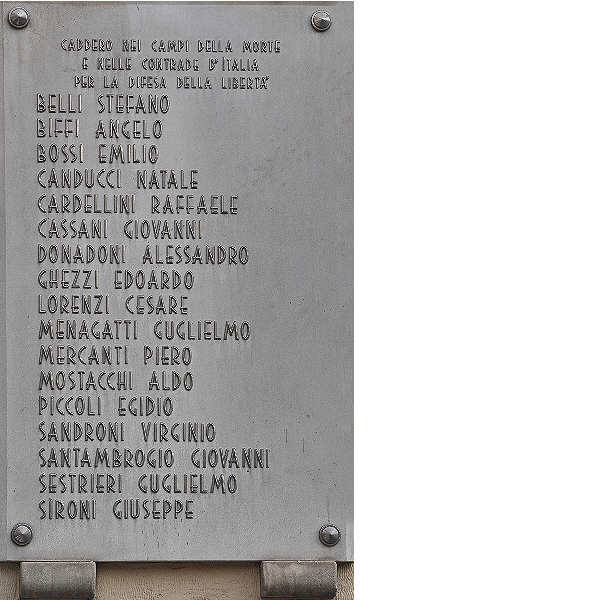 CADDERO NEI CAMPI DELLA MORTE
E NELLE CONTRADE D'ITALIA
PER LA DIFESA DELLA LIBERTA'
BELLI STEFANO
BIFFI ANGELO
BOSSI EMILIO
CANDUCCI NATALE
CARDELLINI RAFFAELE
CASSANI GIOVANNI
DONADONI ALESSANDRO
GHEZZI EDOARDO
LORENZI CESARE
MENAGATTI GUGLIELMO
MERCANTI PIERO
MOSTACCHI ALDO
PICCOLI EGIDIO
SANDRONI VIRGINIO
SANTAMBROGIO GIOVANNI
SESTRIERI GUGLIELMO
SIRONI GIUSEPPE